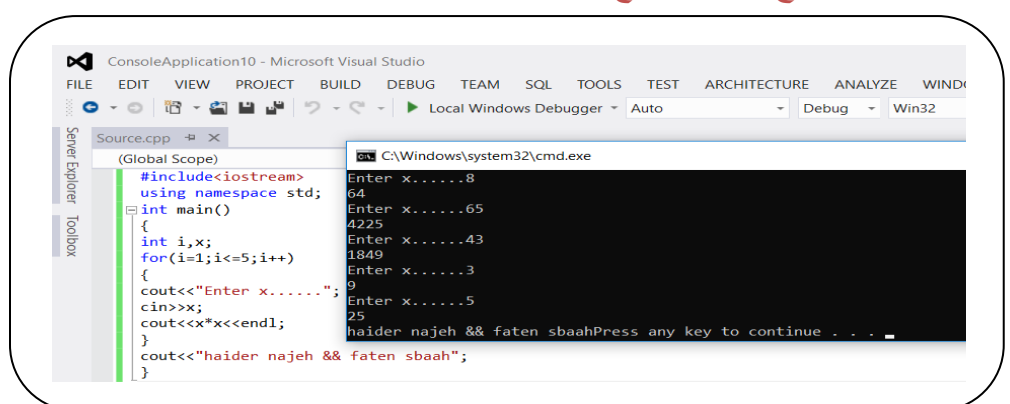 ConsoleApplication10 - Microsoft Visual Studio
FILE EDIT VIEW PROJECT BUILD DEBUG TEAM SQL TOOLS TEST ARCHITECTURE ANALYZE
Local Windows Debugger Auto Debug Win32
Server Explorer
Toolbox
Source.cpp
(Global Scope)
#include<iostream>
using namespace std;
int main()
{
int i,x;
for(i=1;i<=5;i++)
{
cout<<"Enter x......";
cin>>x;
cout<<x*x<<endl;
}
cout<<"haider najeh && faten sbaah";
}
C:\Windows\system32\cmd.exe
Enter x......8
64
Enter x......65
4225
Enter x......43
1849
Enter x......3
9
Enter x......5
25
haider najeh && faten sbaahPress any key to continue . . .